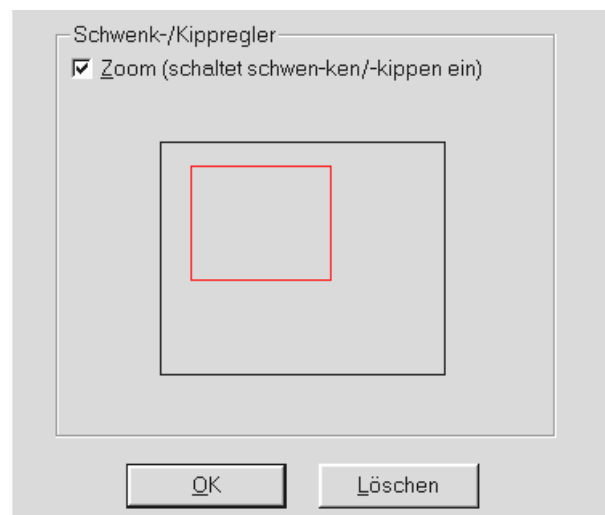 Schwenk-/Kippregler
Zoom (schaltet schwen-ken/-kippen ein)
OK
Löschen